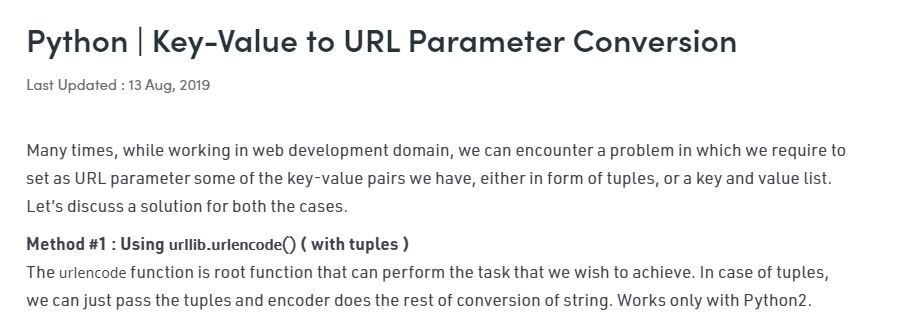 Python | Key-Value to URL Parameter Conversion
Last Updated : 13 Aug, 2019
Many times, while working in web development domain, we can encounter a problem in which we require to
set as URL parameter some of the key-value pairs we have, either in form of tuples, or a key and value list.
Let's discuss a solution for both the cases.
Method #1 : Using urllib.urlencode() ( with tuples )
The urlencode function is root function that can perform the task that we wish to achieve. In case of tuples,
we can just pass the tuples and encoder does the rest of conversion of string. Works only with Python2.